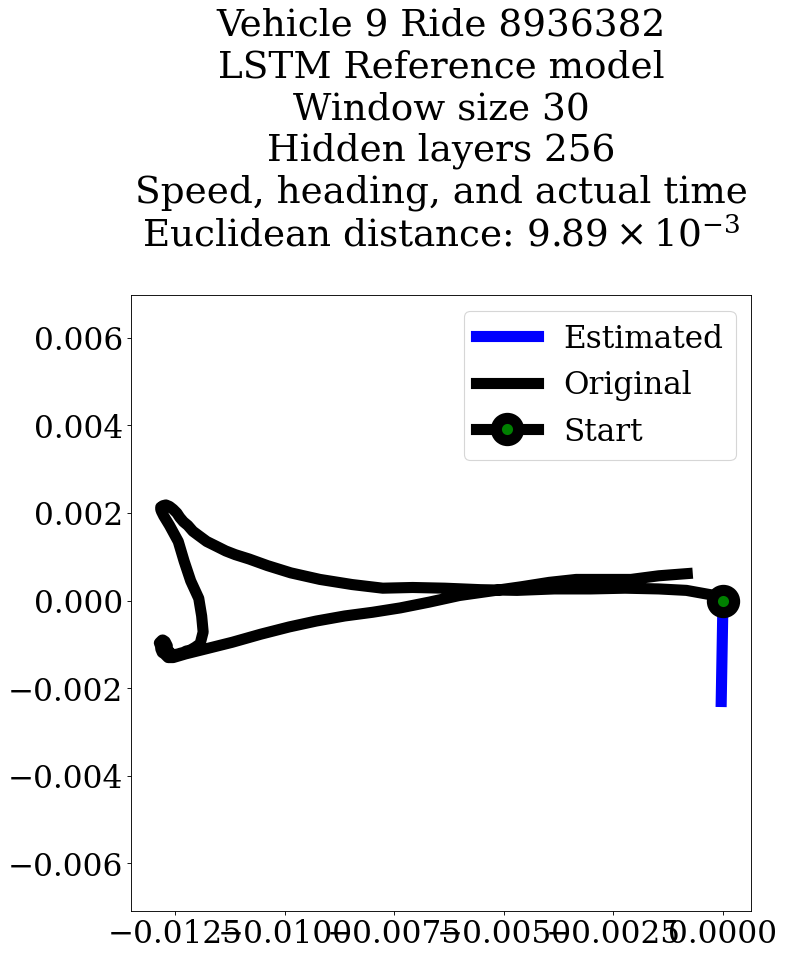 Vehicle 9 Ride 8936382
LSTM Reference model
Window size 30
Hidden layers 256
Speed, heading, and actual time
Euclidean distance: 9.89 × 10⁻³
Estimated
Original
Start
0.006
0.004
0.002
0.000
−0.002
−0.004
−0.006
−0.0125 −0.0100 −0.0075 −0.0050 −0.0025 0.0000